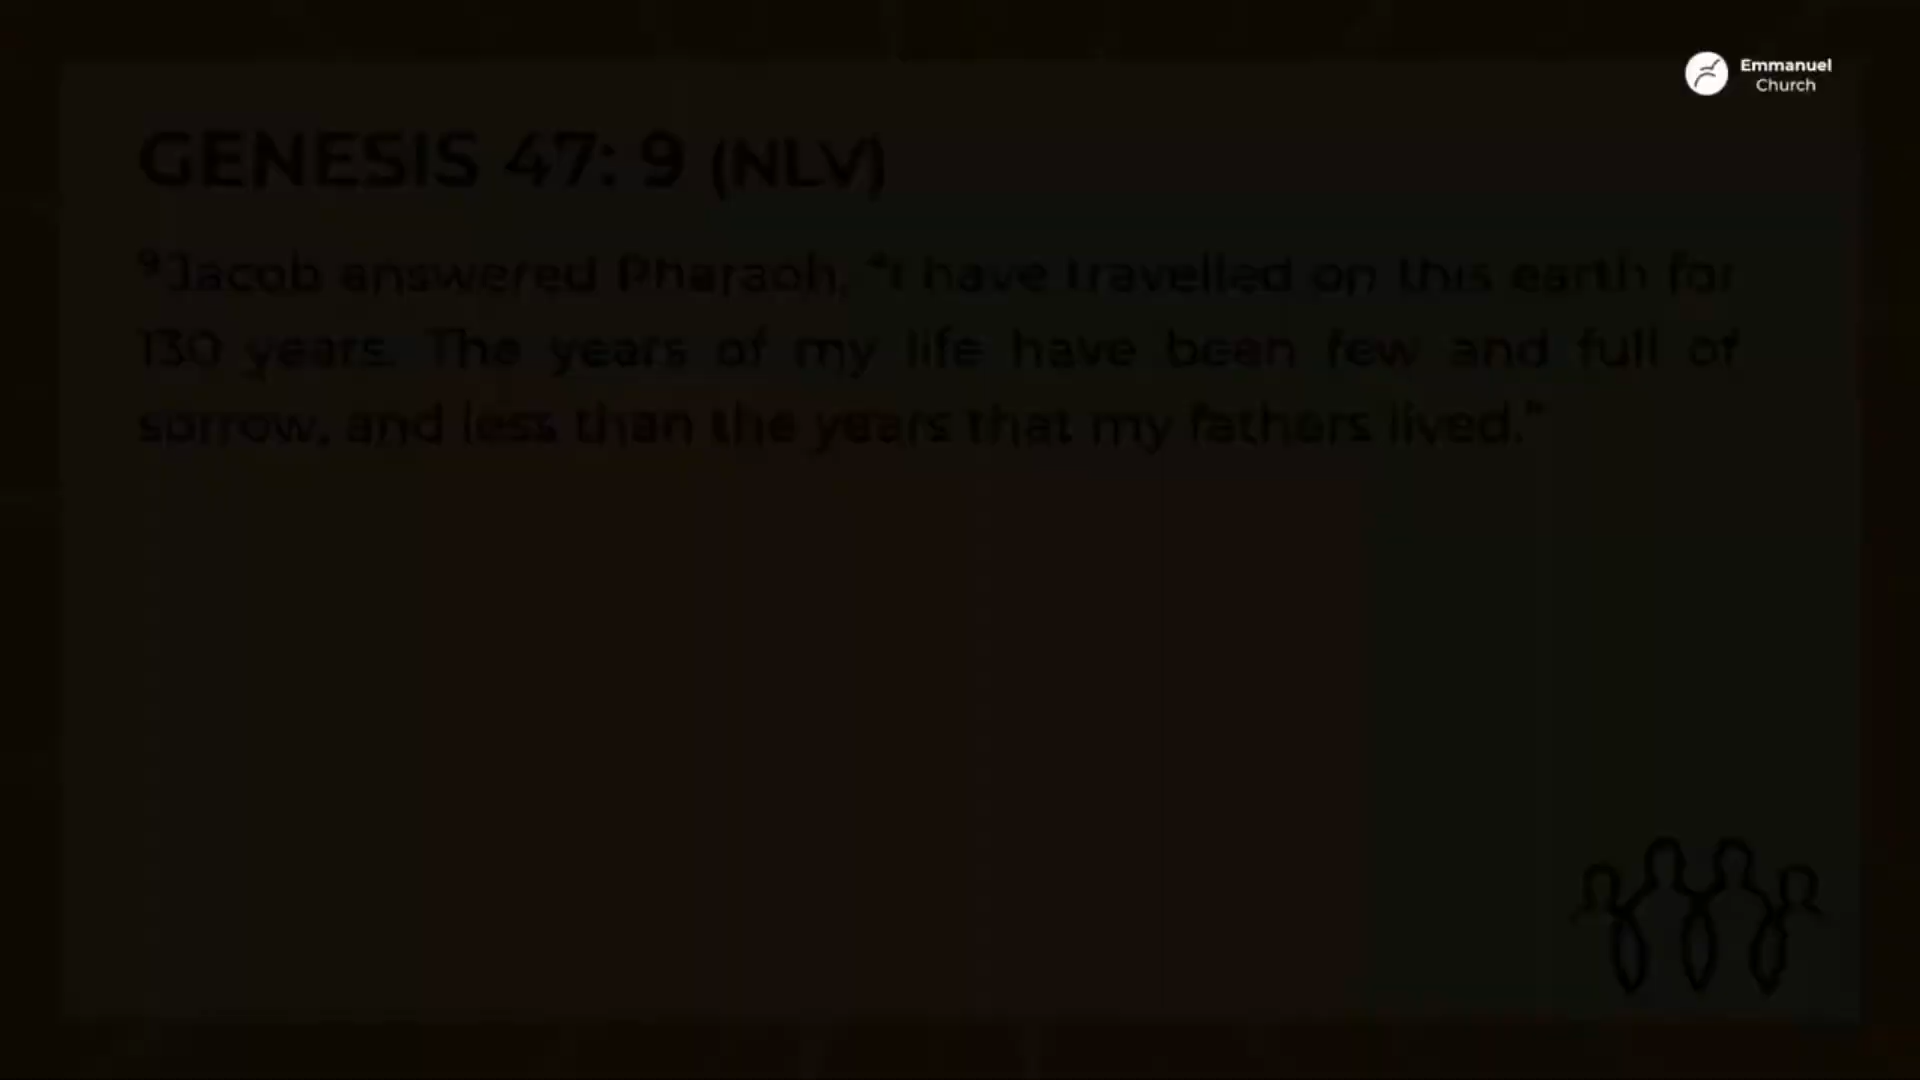 Emmanuel
Church
GENESIS 47: 9 (NLV)
⁹ Jacob answered Pharaoh, “I have travelled on this earth for
130 years. The years of my life have been few and full of
sorrow, and less than the years that my fathers lived.”